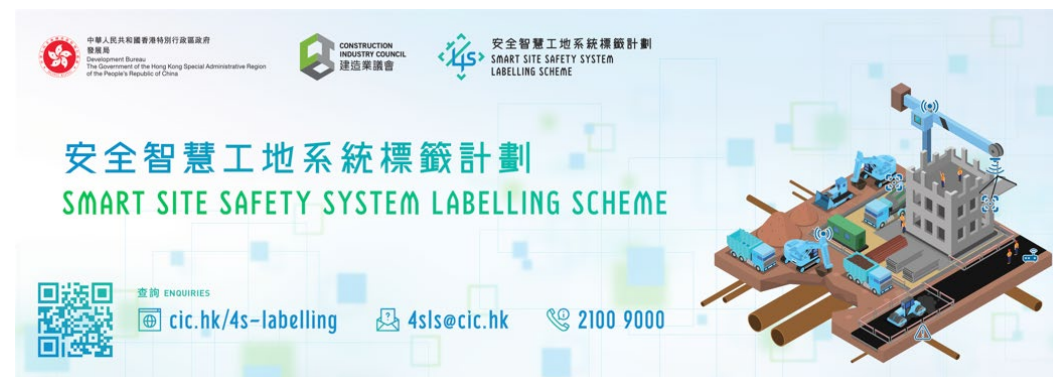 中華人民共和國香港特別行政區政府
發展局
Development Bureau
The Government of the Hong Kong Special Administrative Region
of the People's Republic of China
CONSTRUCTION
INDUSTRY COUNCIL
建造業議會
4S
安全智慧工地系統標籤計劃
SMART SITE SAFETY SYSTEM
LABELLING SCHEME
安全智慧工地系統標籤計劃
SMART SITE SAFETY SYSTEM LABELLING SCHEME
查詢 ENQUIRIES
cic.hk/4s-labelling
4sls@cic.hk
2100 9000